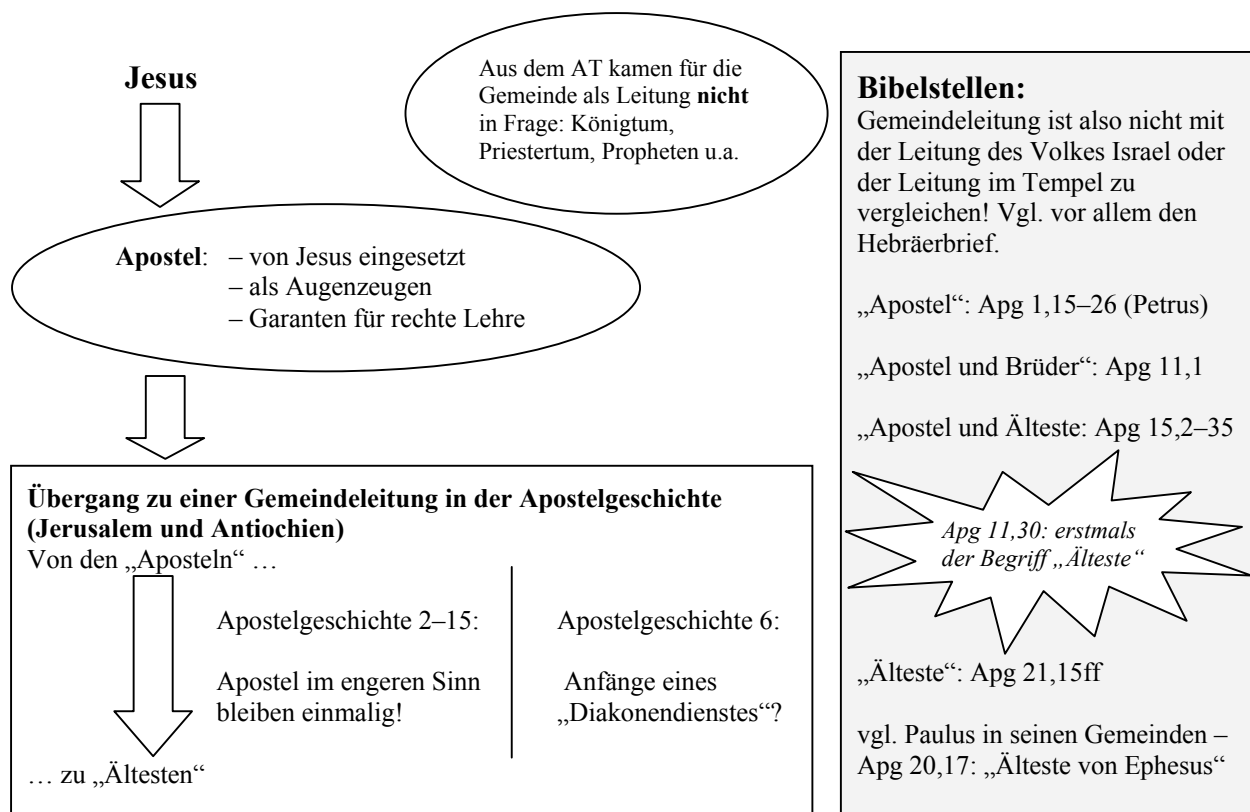 Jesus
Aus dem AT kamen für die
Gemeinde als Leitung nicht
in Frage: Königtum,
Priestertum, Propheten u.a.
Apostel: – von Jesus eingesetzt
– als Augenzeugen
– Garanten für rechte Lehre
Übergang zu einer Gemeindeleitung in der Apostelgeschichte
(Jerusalem und Antiochien)
Von den „Aposteln“ …
Apostelgeschichte 2–15:
Apostel im engeren Sinn
bleiben einmalig!
Apostelgeschichte 6:
Anfänge eines
„Diakonendienstes“?
… zu „Ältesten“
Bibelstellen:
Gemeindeleitung ist also nicht mit
der Leitung des Volkes Israel oder
der Leitung im Tempel zu
vergleichen! Vgl. vor allem den
Hebräerbrief.
„Apostel“: Apg 1,15–26 (Petrus)
„Apostel und Brüder“: Apg 11,1
„Apostel und Älteste: Apg 15,2–35
Apg 11,30: erstmals
der Begriff „Älteste“
„Älteste“: Apg 21,15ff
vgl. Paulus in seinen Gemeinden –
Apg 20,17: „Älteste von Ephesus“